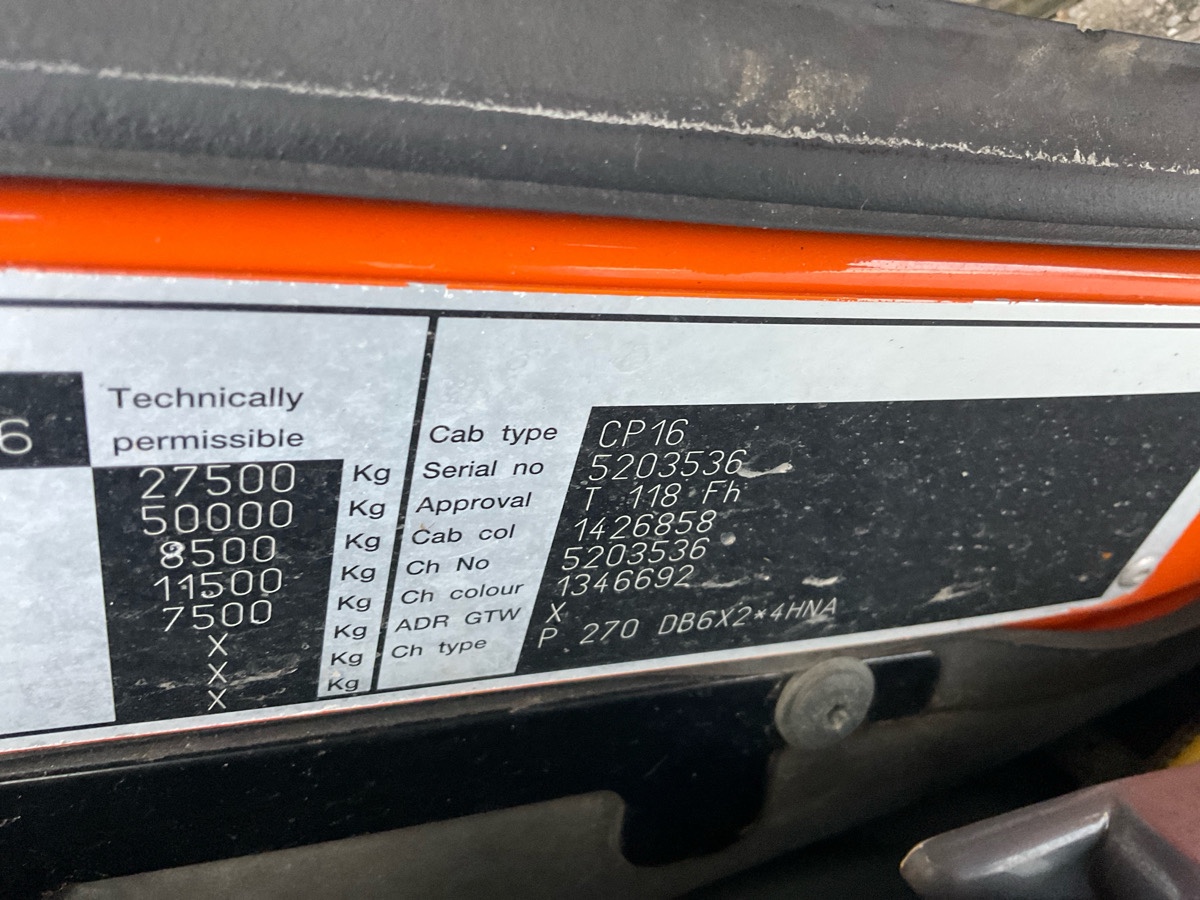 6
Technically
permissible
27500 Kg
50000 Kg
8500 Kg
11500 Kg
7500 Kg
X Kg
X Kg
X Kg
Cab type CP16
Serial no 5203536
Approval T 118 Fh
Cab col 1426858
Ch No 5203536
Ch colour 1346692
ADR GTW X
Ch type P 270 DB6X2*4HNA